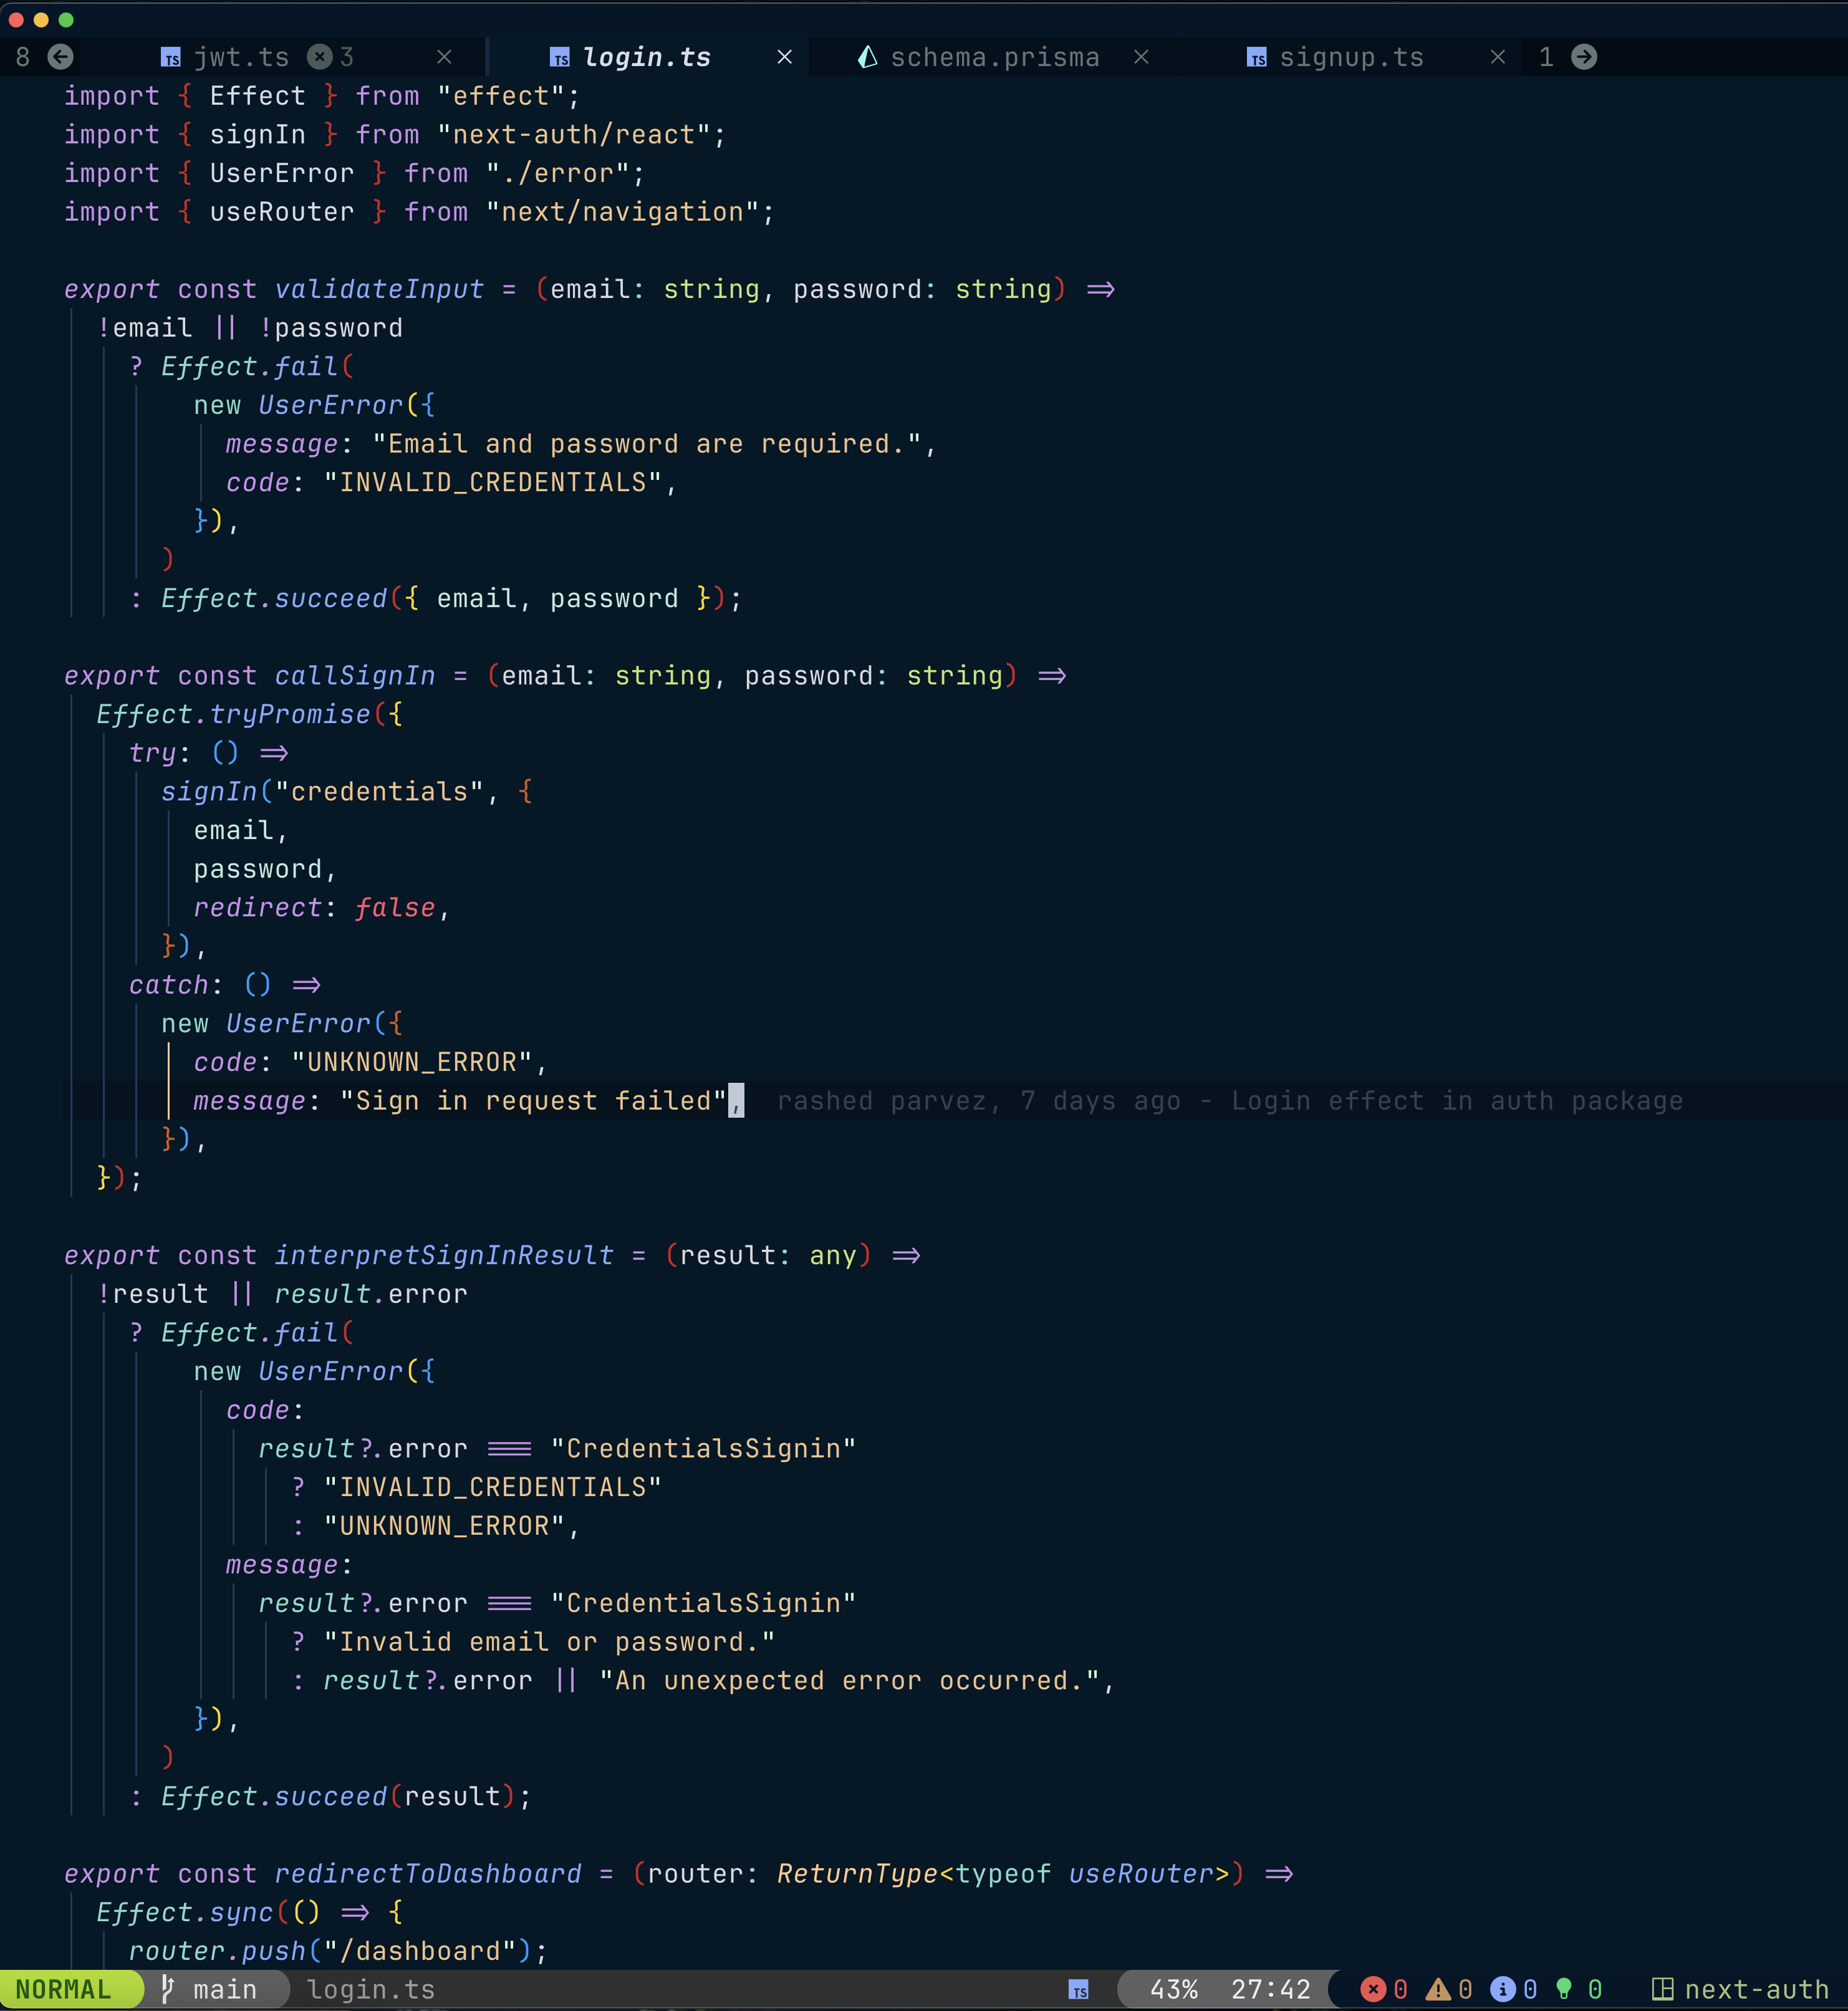 8 jwt.ts 3 login.ts schema.prisma signup.ts 1
import { Effect } from "effect";
import { signIn } from "next-auth/react";
import { UserError } from "./error";
import { useRouter } from "next/navigation";
export const validateInput = (email: string, password: string) =>
!email || !password
? Effect.fail(
new UserError({
message: "Email and password are required.",
code: "INVALID_CREDENTIALS",
}),
)
: Effect.succeed({ email, password });
export const callSignIn = (email: string, password: string) =>
Effect.tryPromise({
try: () =>
signIn("credentials", {
email,
password,
redirect: false,
}),
catch: () =>
new UserError({
code: "UNKNOWN_ERROR",
message: "Sign in request failed", rashed parvez, 7 days ago - Login effect in auth package
}),
});
export const interpretSignInResult = (result: any) =>
!result || result.error
? Effect.fail(
new UserError({
code:
result?.error === "CredentialsSignin"
? "INVALID_CREDENTIALS"
: "UNKNOWN_ERROR",
message:
result?.error === "CredentialsSignin"
? "Invalid email or password."
: result?.error || "An unexpected error occurred.",
}),
)
: Effect.succeed(result);
export const redirectToDashboard = (router: ReturnType<typeof useRouter>) =>
Effect.sync(() => {
router.push("/dashboard");
NORMAL main login.ts TS 43% 27:42 0 0 0 0 next-auth